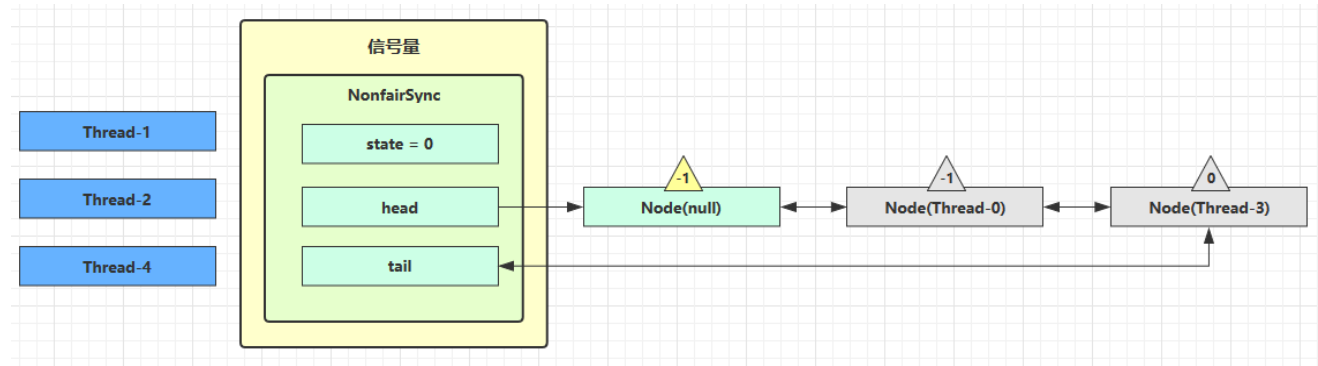 信号量
NonfairSync
Thread-1
state = 0
Thread-2
head
Thread-4
tail
-1
Node(null)
-1
Node(Thread-0)
0
Node(Thread-3)